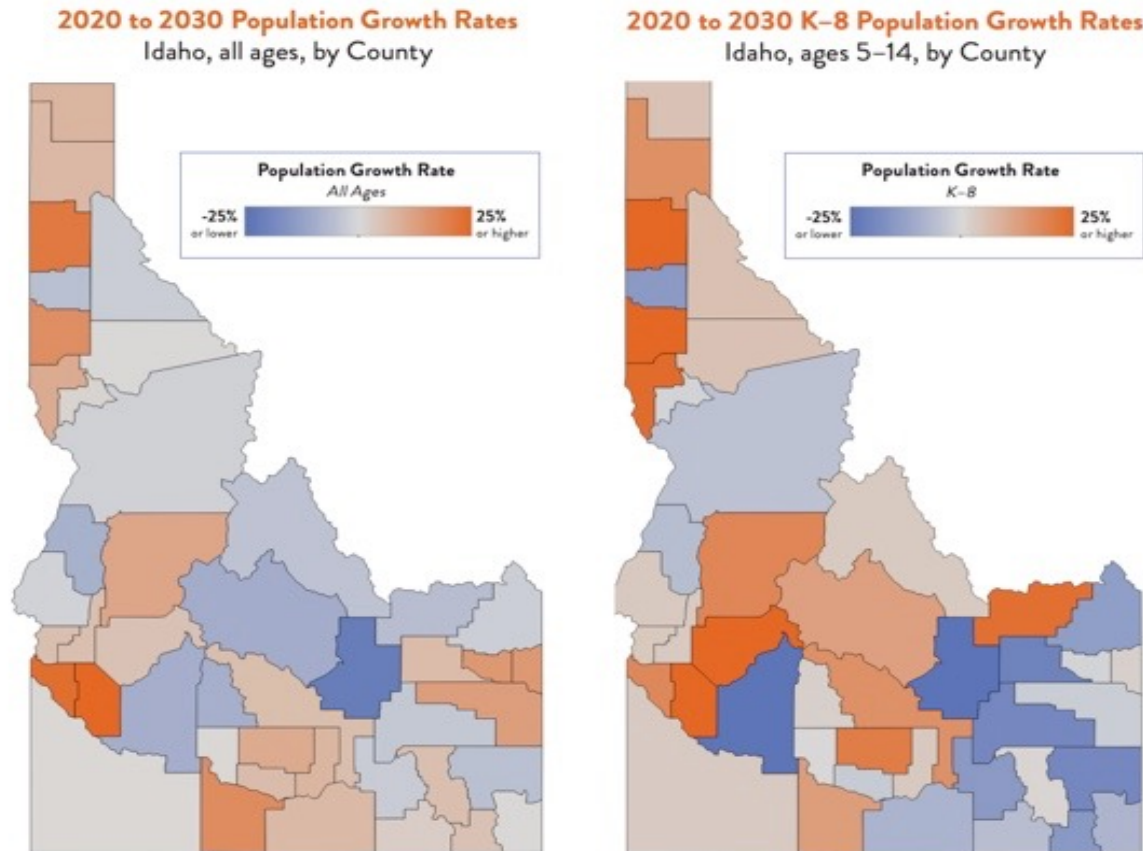 2020 to 2030 Population Growth Rates
Idaho, all ages, by County
Population Growth Rate
All Ages
-25%
or lower
25%
or higher
2020 to 2030 K–8 Population Growth Rates
Idaho, ages 5–14, by County
Population Growth Rate
K–8
-25%
or lower
25%
or higher